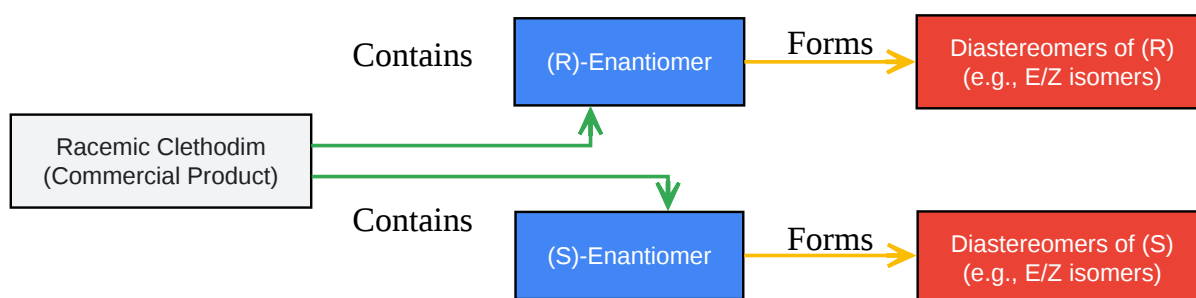 Contains
(R)-Enantiomer
Forms
Diastereomers of (R)
(e.g., E/Z isomers)
Racemic Clethodim
(Commercial Product)
Contains
(S)-Enantiomer
Forms
Diastereomers of (S)
(e.g., E/Z isomers)